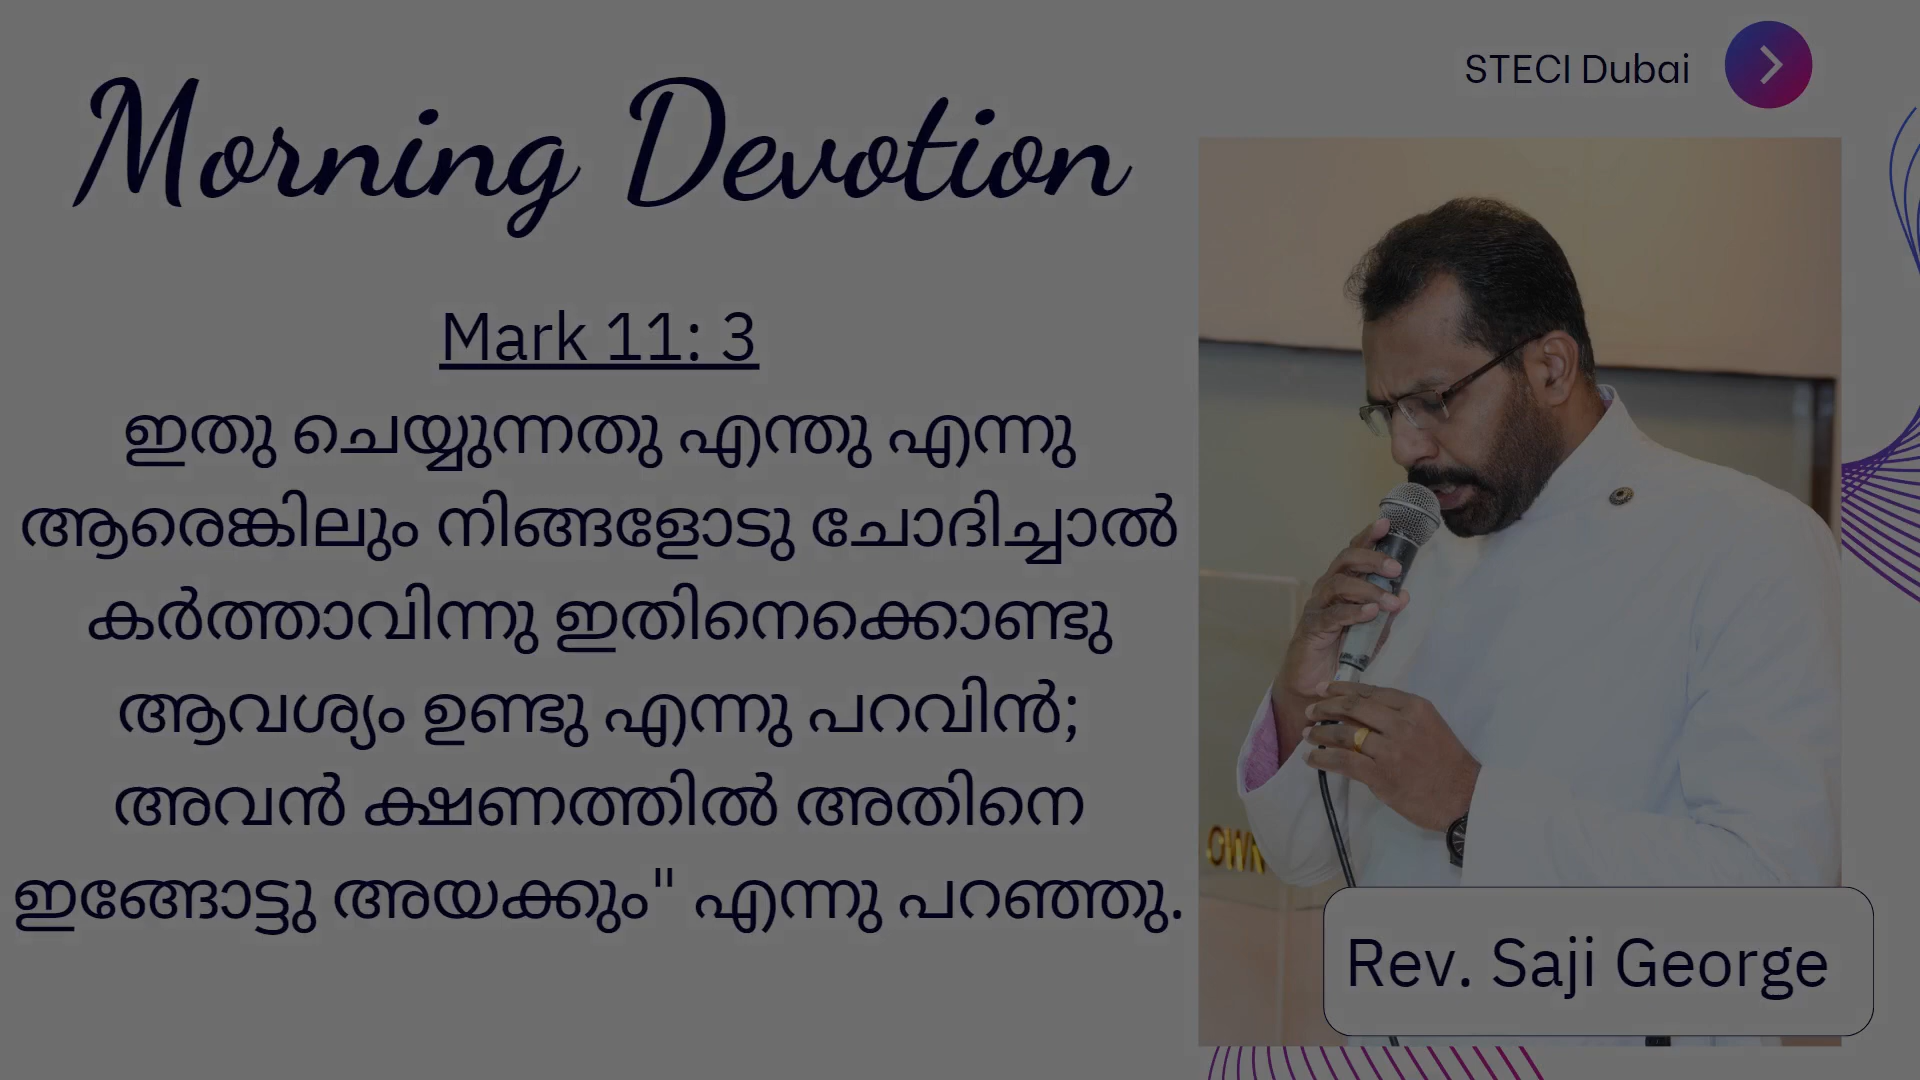 STECI Dubai
Morning Devotion
Mark 11: 3
ഇതു ചെയ്യുന്നതു എന്തു എന്നു
ആരെങ്കിലും നിങ്ങളോടു ചോദിച്ചാൽ
കർത്താവിന്നു ഇതിനെക്കൊണ്ടു
ആവശ്യം ഉണ്ടു എന്നു പറവിൻ;
അവൻ ക്ഷണത്തിൽ അതിനെ
ഇങ്ങോട്ടു അയക്കും" എന്നു പറഞ്ഞു.
OWN
Rev. Saji George